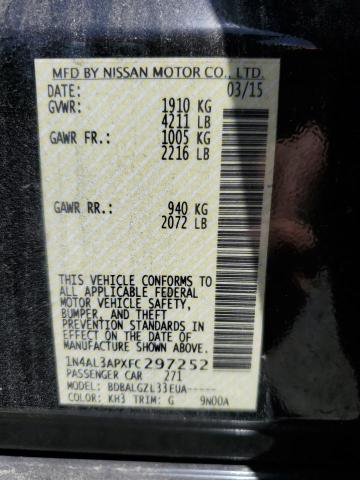 MFD BY NISSAN MOTOR CO., LTD.
DATE: 03/15
GVWR: 1910 KG
4211 LB
GAWR FR.: 1005 KG
2216 LB
GAWR RR.: 940 KG
2072 LB
THIS VEHICLE CONFORMS TO
ALL APPLICABLE FEDERAL
MOTOR VEHICLE SAFETY,
BUMPER, AND THEFT
PREVENTION STANDARDS IN
EFFECT ON THE DATE OF
MANUFACTURE SHOWN ABOVE.
1N4AL3APXFC297252
PASSENGER CAR 271
MODEL: BDBALGZL33EUA-----
COLOR: KH3 TRIM: G 9N00A